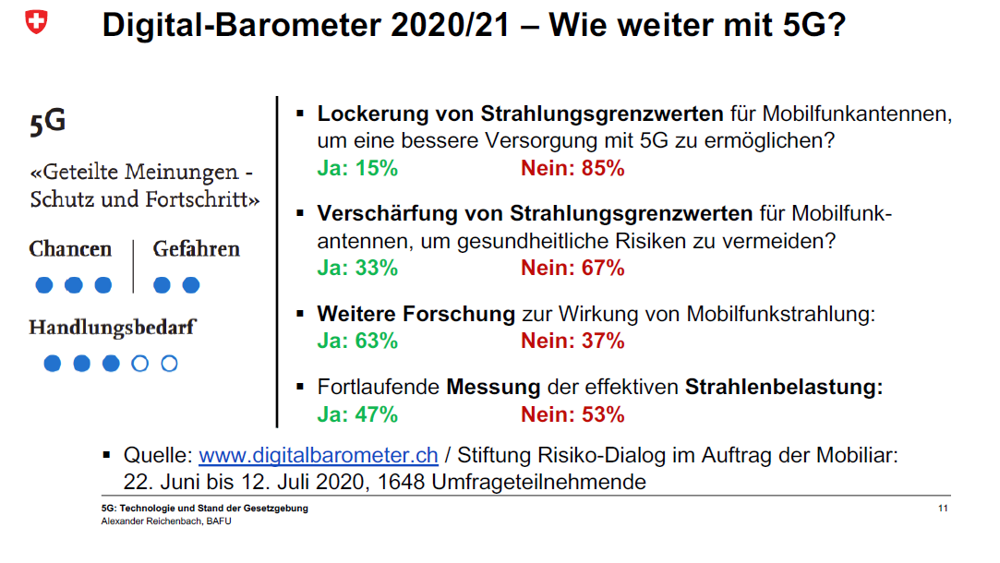 Digital-Barometer 2020/21 – Wie weiter mit 5G?
5G
«Geteilte Meinungen -
Schutz und Fortschritt»
Chancen
Gefahren
Handlungsbedarf
▪ Lockerung von Strahlungsgrenzwerten für Mobilfunkantennen,
um eine bessere Versorgung mit 5G zu ermöglichen?
Ja: 15% Nein: 85%
▪ Verschärfung von Strahlungsgrenzwerten für Mobilfunk-
antennen, um gesundheitliche Risiken zu vermeiden?
Ja: 33% Nein: 67%
▪ Weitere Forschung zur Wirkung von Mobilfunkstrahlung:
Ja: 63% Nein: 37%
▪ Fortlaufende Messung der effektiven Strahlenbelastung:
Ja: 47% Nein: 53%
▪ Quelle: www.digitalbarometer.ch / Stiftung Risiko-Dialog im Auftrag der Mobiliar:
22. Juni bis 12. Juli 2020, 1648 Umfrageteilnehmende
5G: Technologie und Stand der Gesetzgebung
Alexander Reichenbach, BAFU
11